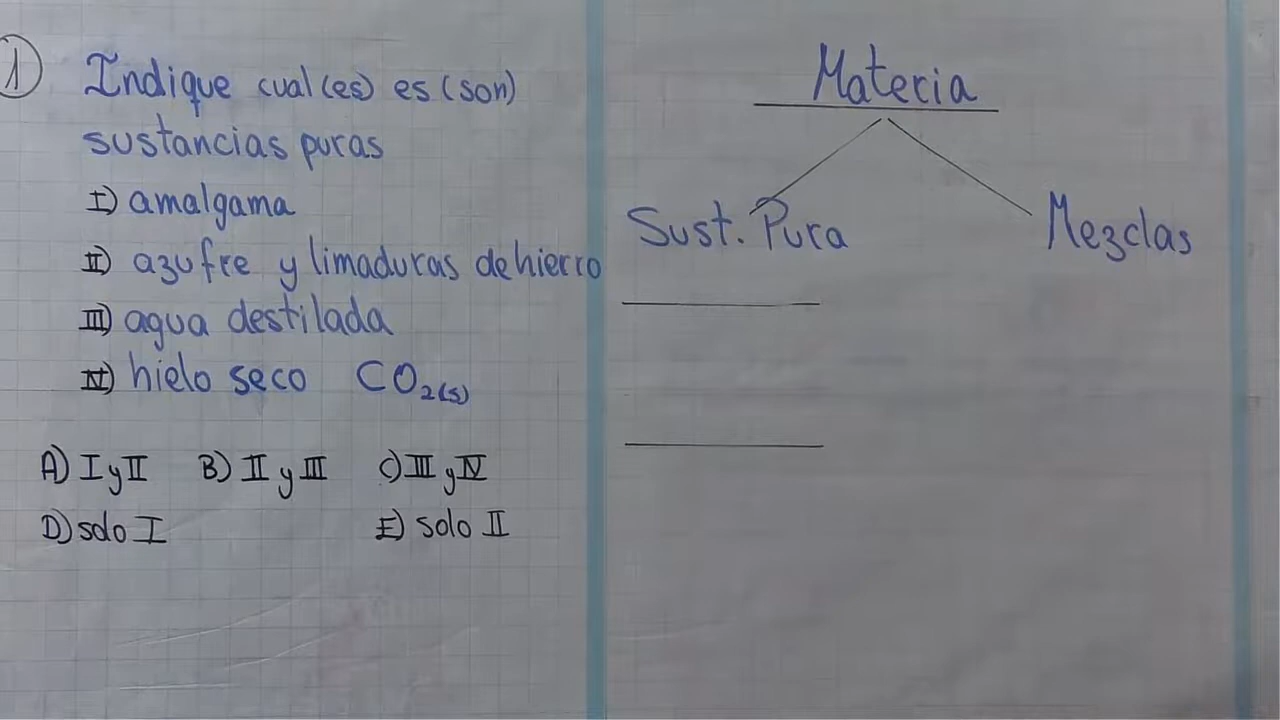 1) Indique cual(es) es (son)
sustancias puras
I) amalgama
II) azufre y limaduras de hierro
III) agua destilada
IV) hielo seco CO2(s)
A) I y II B) II y III C) III y IV
D) solo I E) solo II
Materia
Sust. Pura Mezclas